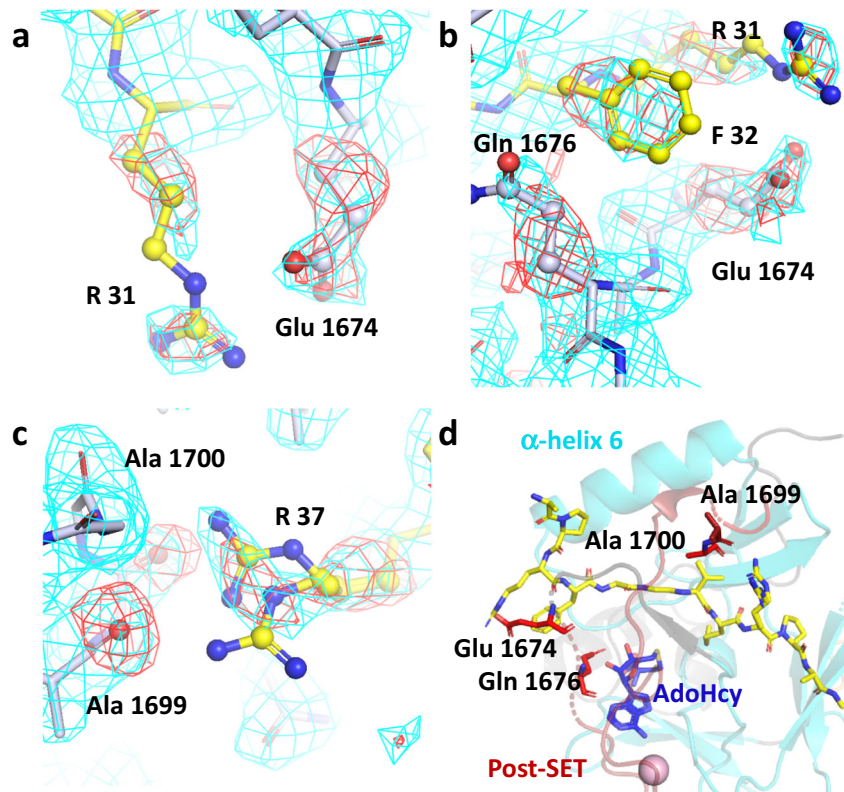 a
R 31
Glu 1674
b
R 31
Gln 1676
F 32
Glu 1674
c
Ala 1700
R 37
Ala 1699
d
α-helix 6
Ala 1699
Ala 1700
Glu 1674
Gln 1676
AdoHcy
Post-SET